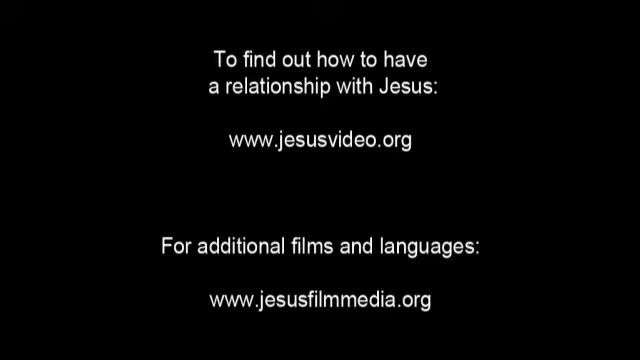 To find out how to have
a relationship with Jesus:
www.jesusvideo.org
For additional films and languages:
www.jesusfilmmedia.org